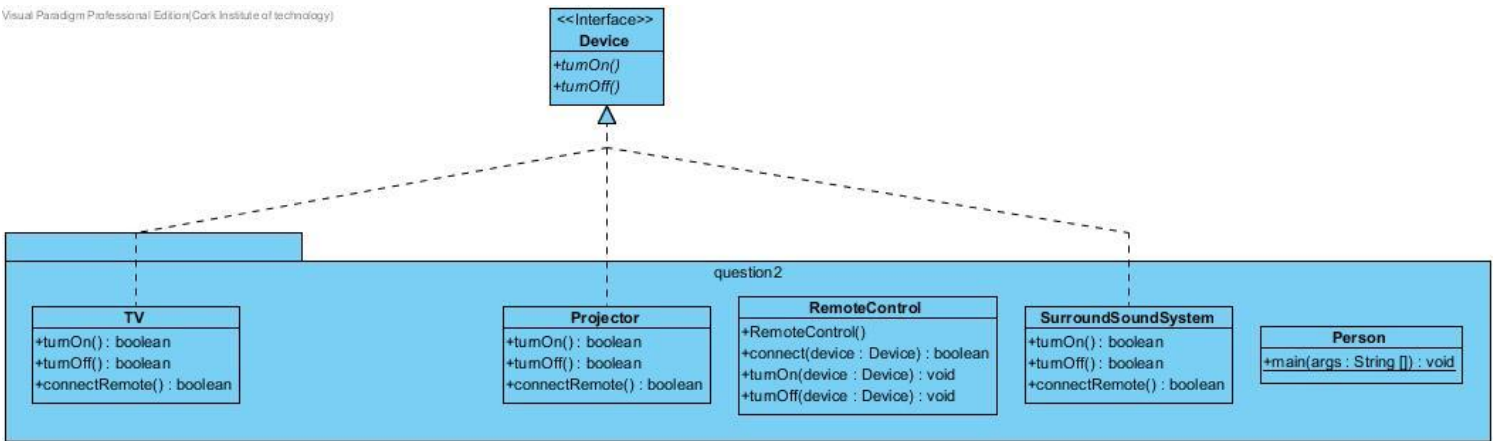 Visual Paradigm Professional Edition(Cork Institute of technology)
<<Interface>>
Device
+turnOn()
+turnOff()
question2
TV
+turnOn() : boolean
+turnOff() : boolean
+connectRemote() : boolean
Projector
+turnOn() : boolean
+turnOff() : boolean
+connectRemote() : boolean
RemoteControl
+RemoteControl()
+connect(device : Device) : boolean
+turnOn(device : Device) : void
+turnOff(device : Device) : void
SurroundSoundSystem
+turnOn() : boolean
+turnOff() : boolean
+connectRemote() : boolean
Person
+main(args : String []) : void